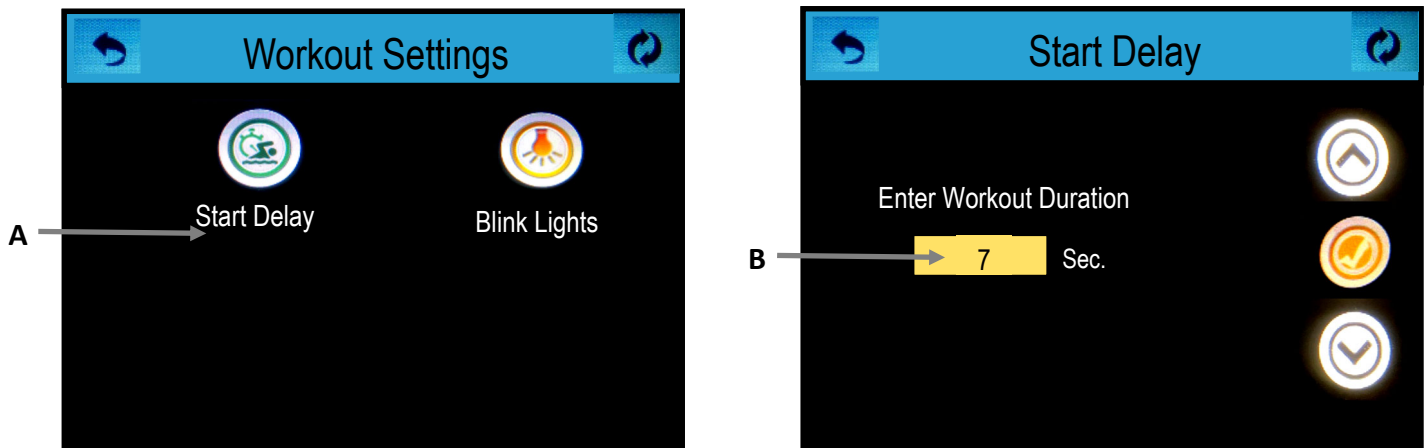 Workout Settings
Start Delay
Blink Lights
A
Start Delay
Enter Workout Duration
B
7 Sec.